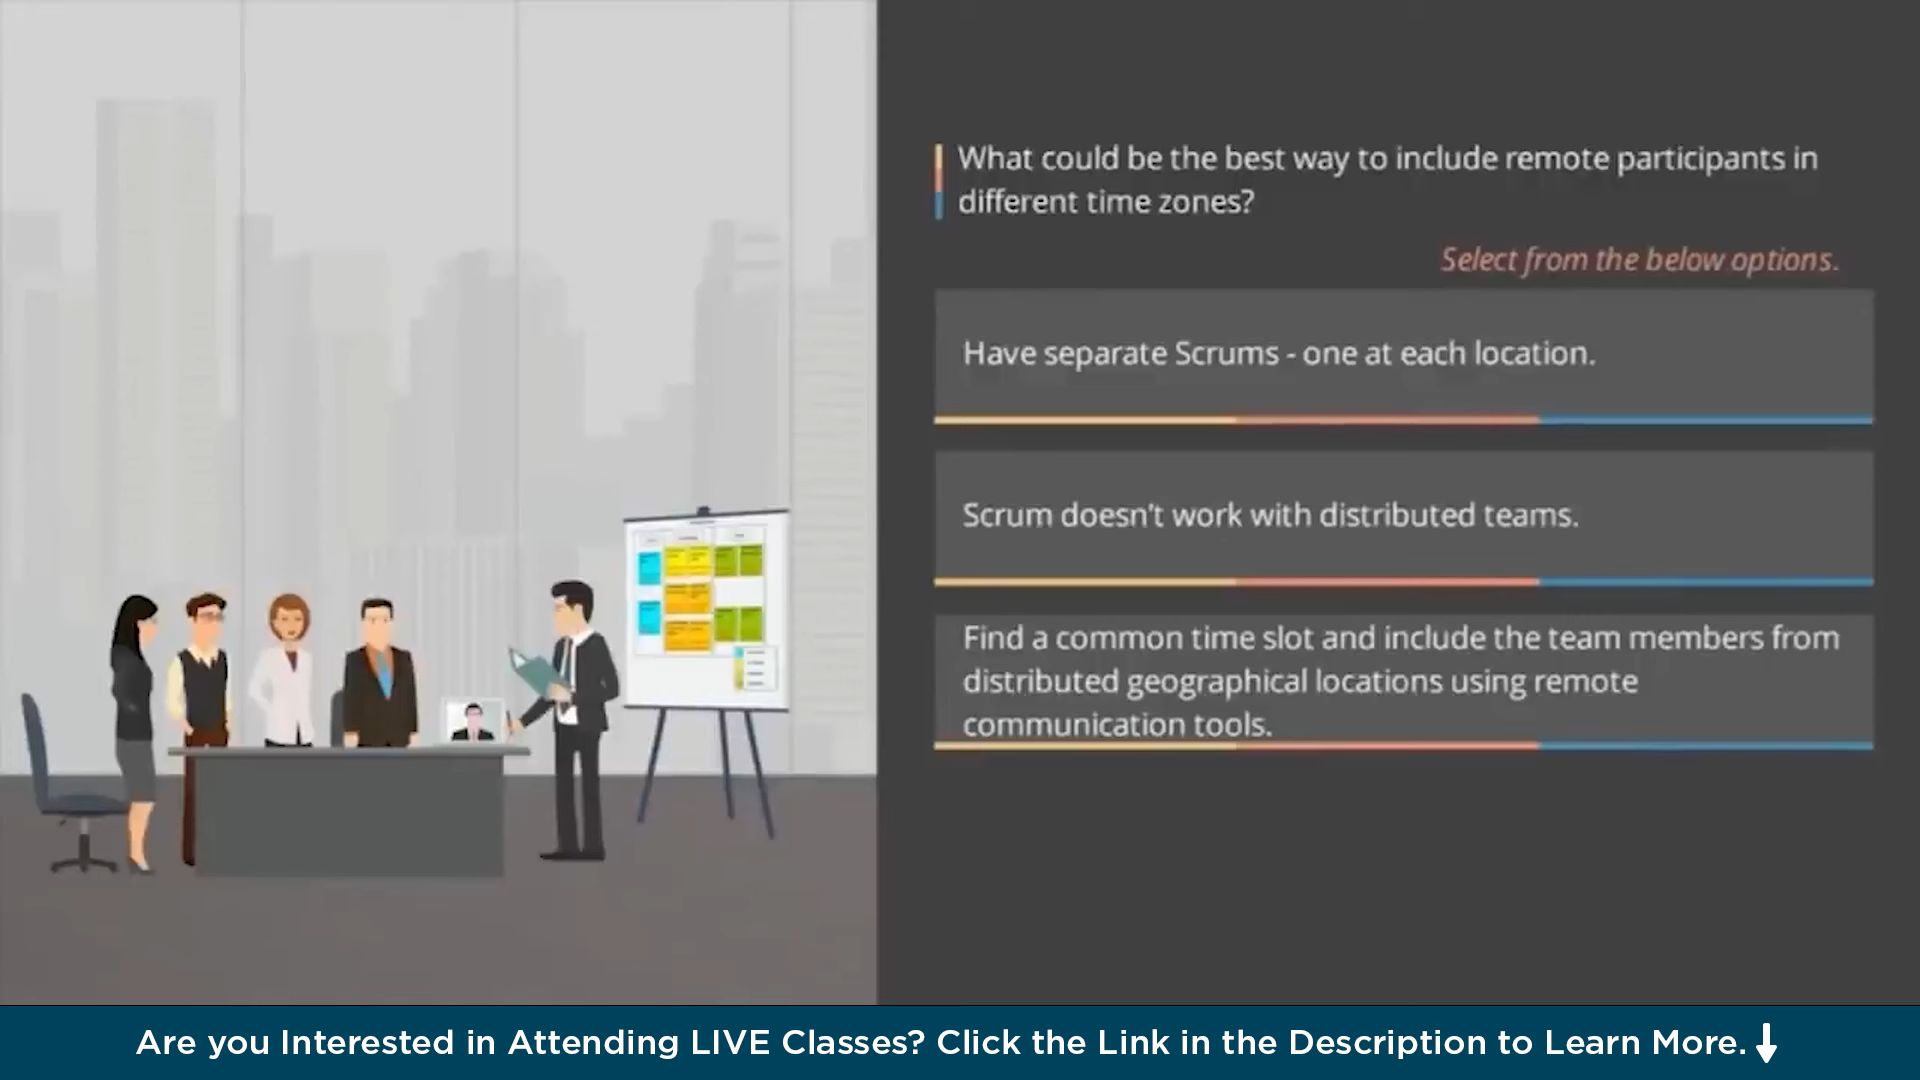 What could be the best way to include remote participants in
different time zones?
Select from the below options.
Have separate Scrums - one at each location.
Scrum doesn't work with distributed teams.
Find a common time slot and include the team members from
distributed geographical locations using remote
communication tools.
Are you Interested in Attending LIVE Classes? Click the Link in the Description to Learn More.